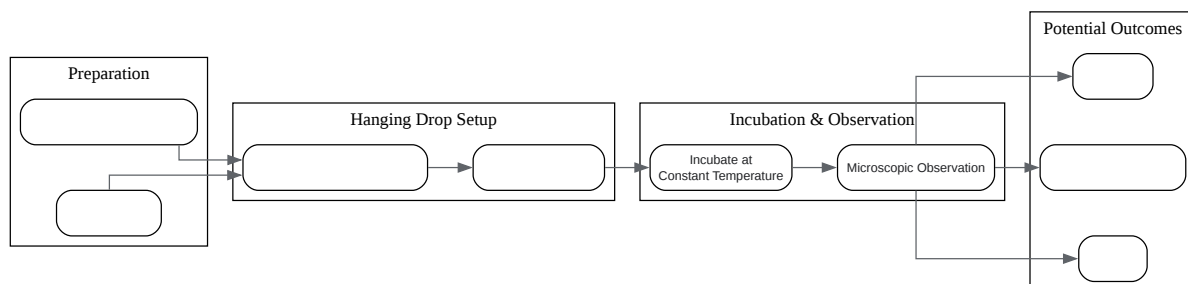 Potential Outcomes
Preparation
Hanging Drop Setup
Incubation & Observation
Incubate at
Constant Temperature
Microscopic Observation